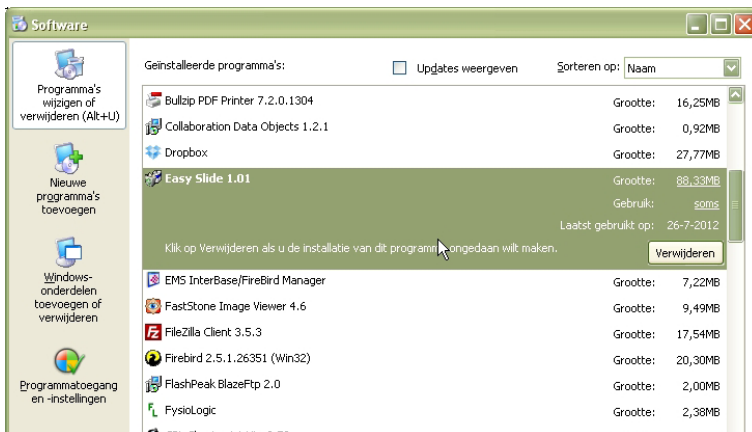 Software
Programma's
wijzigen of
verwijderen (Alt+U)
Nieuwe
programma's
toevoegen
Windows-
onderdelen
toevoegen of
verwijderen
Programmatoegang
en -instellingen
Geïnstalleerde programma's:
Updates weergeven
Sorteren op: Naam
Bullzip PDF Printer 7.2.0.1304 Grootte: 16,25MB
Collaboration Data Objects 1.2.1 Grootte: 0,92MB
Dropbox Grootte: 27,77MB
Easy Slide 1.01 Grootte: 88,33MB
Gebruik: soms
Laatst gebruikt op: 26-7-2012
Klik op Verwijderen als u de installatie van dit programma ongedaan wilt maken. Verwijderen
EMS InterBase/FireBird Manager Grootte: 7,22MB
FastStone Image Viewer 4.6 Grootte: 9,49MB
FileZilla Client 3.5.3 Grootte: 17,54MB
Firebird 2.5.1.26351 (Win32) Grootte: 20,30MB
FlashPeak BlazeFtp 2.0 Grootte: 2,00MB
FysioLogic Grootte: 2,38MB